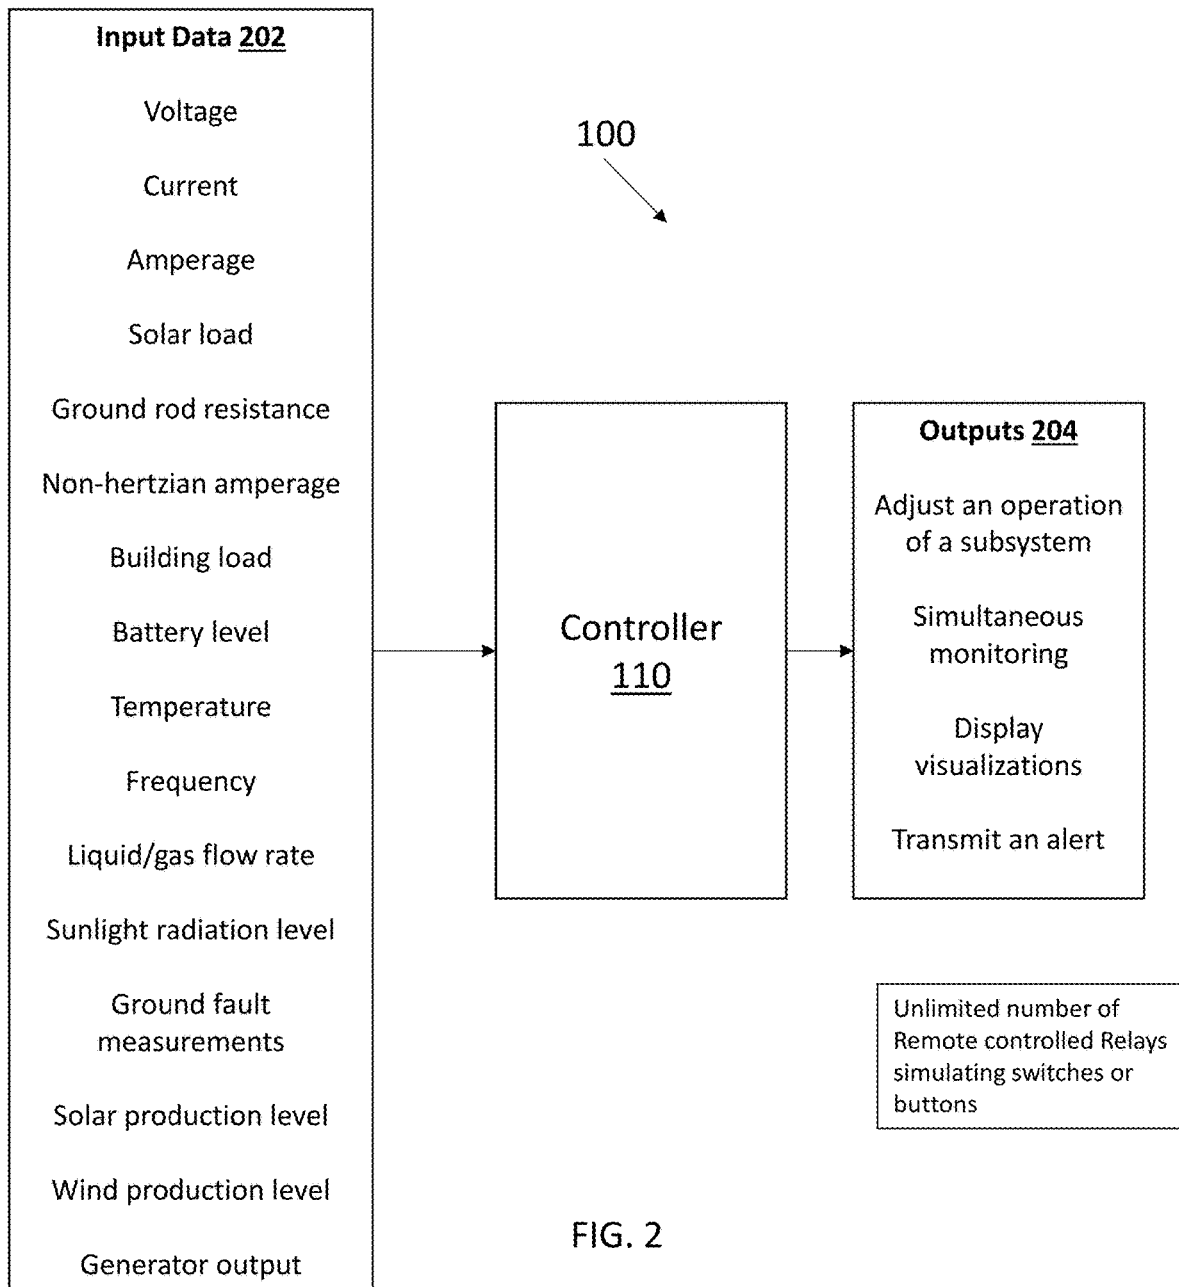 Input Data 202
Voltage
Current
Amperage
Solar load
Ground rod resistance
Non-hertzian amperage
Building load
Battery level
Temperature
Frequency
Liquid/gas flow rate
Sunlight radiation level
Ground fault
measurements
Solar production level
Wind production level
Generator output
100
Controller
110
Outputs 204
Adjust an operation
of a subsystem
Simultaneous
monitoring
Display
visualizations
Transmit an alert
Unlimited number of
Remote controlled Relays
simulating switches or
buttons
FIG. 2